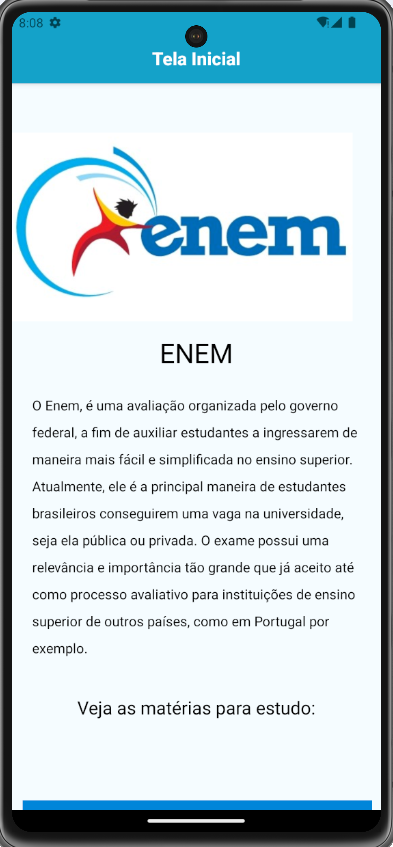 8:08
Tela Inicial
enem
ENEM
O Enem, é uma avaliação organizada pelo governo
federal, a fim de auxiliar estudantes a ingressarem de
maneira mais fácil e simplificada no ensino superior.
Atualmente, ele é a principal maneira de estudantes
brasileiros conseguirem uma vaga na universidade,
seja ela pública ou privada. O exame possui uma
relevância e importância tão grande que já aceito até
como processo avaliativo para instituições de ensino
superior de outros países, como em Portugal por
exemplo.
Veja as matérias para estudo: